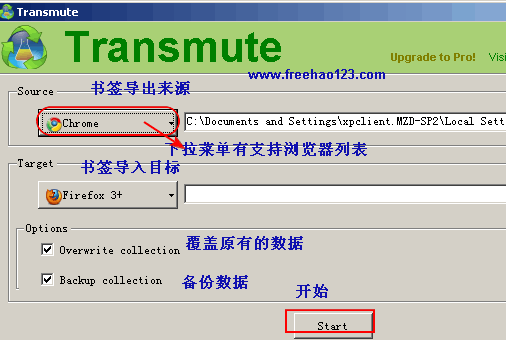 Transmute
Transmute
Upgrade to Pro! Visi
www.freehao123.com
书签导出来源
Source
Chrome C:\Documents and Settings\xpclient.MZD-SP2\Local Sett
下拉菜单有支持浏览器列表
Target
书签导入目标
Firefox 3+
Options
Overwrite collection 覆盖原有的数据
Backup collection 备份数据
开始
Start